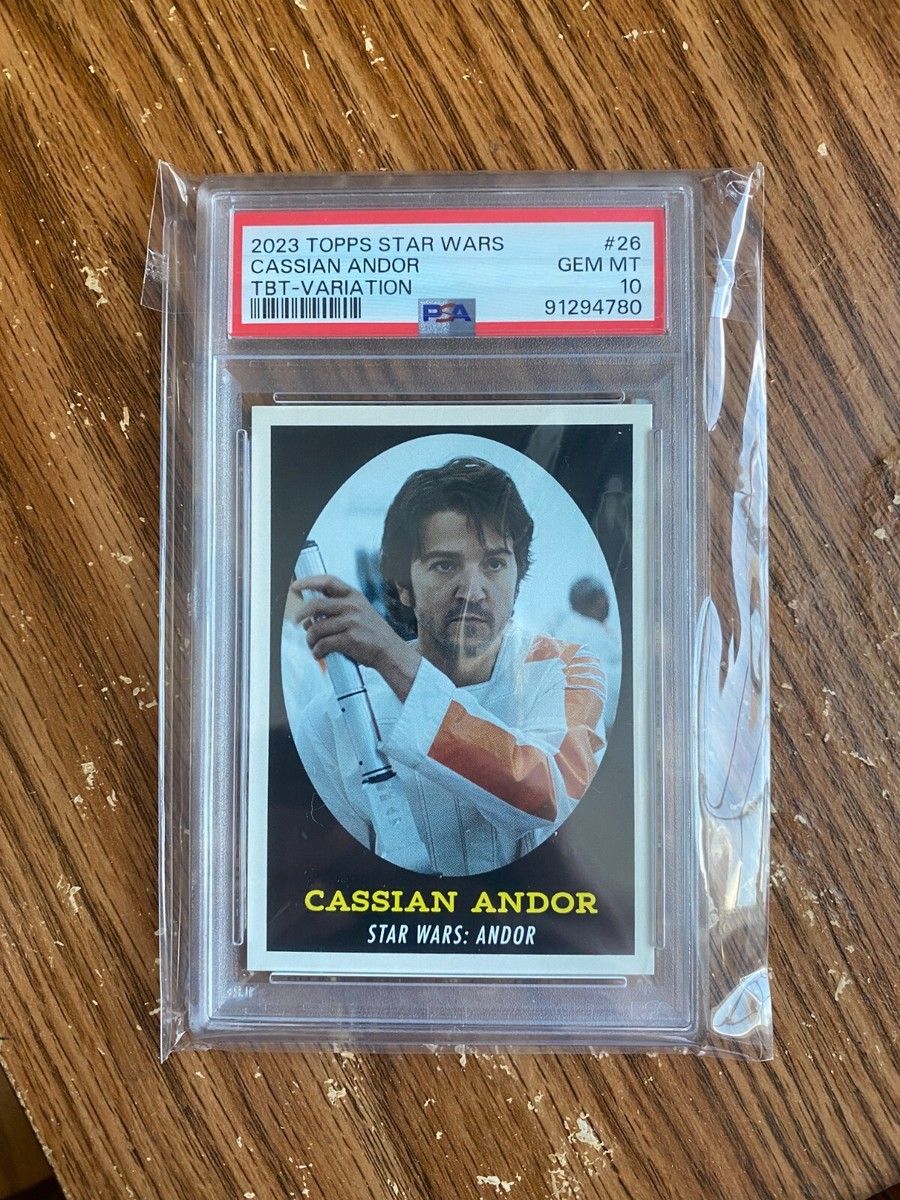 2023 TOPPS STAR WARS #26
CASSIAN ANDOR GEM MT
TBT-VARIATION 10
PSA 91294780
CASSIAN ANDOR
STAR WARS: ANDOR